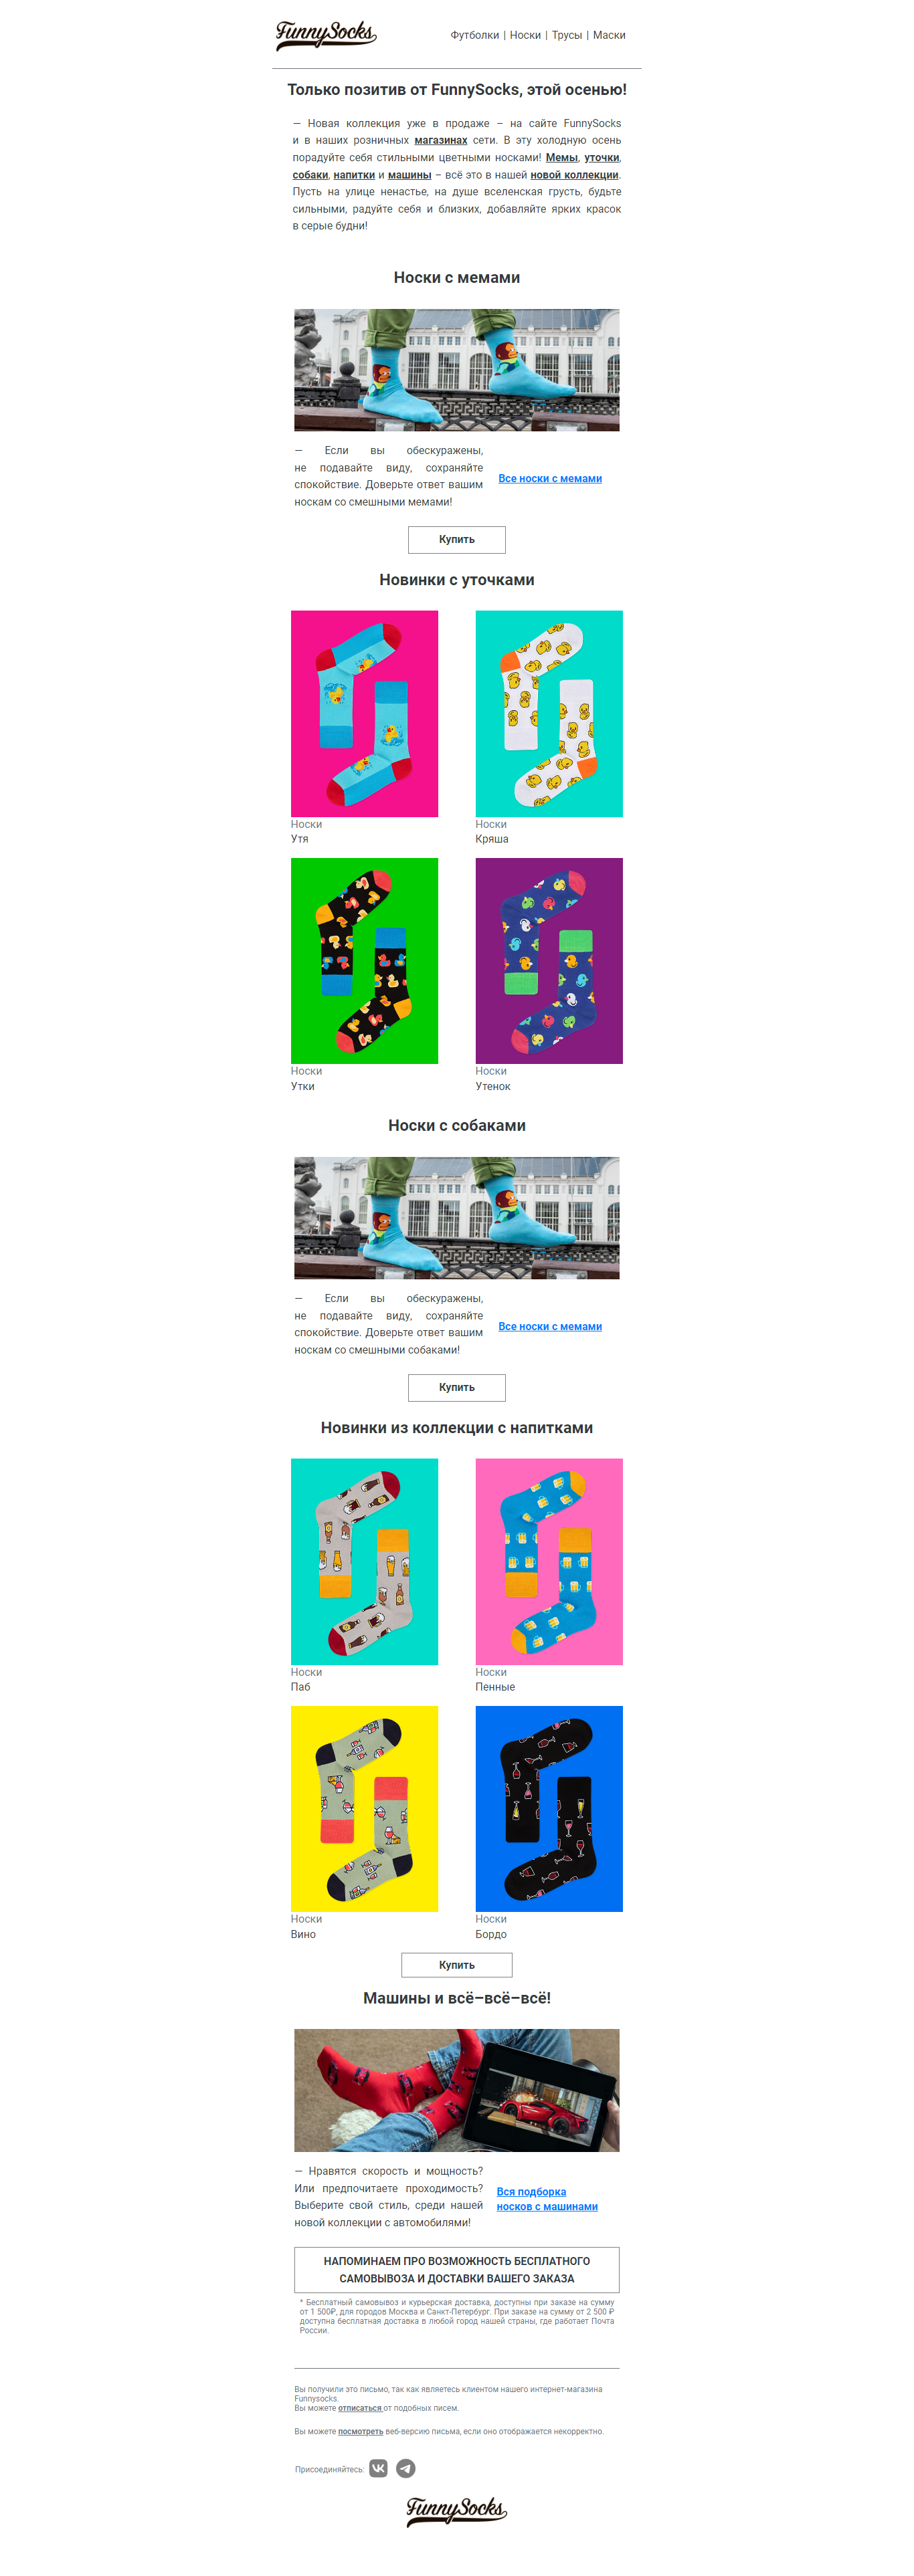 FunnySocks
Футболки | Носки | Трусы | Маски
Только позитив от FunnySocks, этой осенью!
— Новая коллекция уже в продаже – на сайте FunnySocks
и в наших розничных магазинах сети. В эту холодную осень
порадуйте себя стильными цветными носками! Мемы, уточки,
собаки, напитки и машины – всё это в нашей новой коллекции.
Пусть на улице ненастье, на душе вселенская грусть, будьте
сильными, радуйте себя и близких, добавляйте ярких красок
в серые будни!
Носки с мемами
— Если вы обескуражены,
не подавайте виду, сохраняйте
спокойствие. Доверьте ответ вашим
носкам со смешными мемами!
Все носки с мемами
Купить
Новинки с уточками
Носки
Утя
Носки
Кряша
Носки
Утки
Носки
Утенок
Носки с собаками
— Если вы обескуражены,
не подавайте виду, сохраняйте
спокойствие. Доверьте ответ вашим
носкам со смешными собаками!
Все носки с мемами
Купить
Новинки из коллекции с напитками
Носки
Паб
Носки
Пенные
Носки
Вино
Носки
Бордо
Купить
Машины и всё–всё–всё!
— Нравятся скорость и мощность?
Или предпочитаете проходимость?
Выберите свой стиль, среди нашей
новой коллекции с автомобилями!
Вся подборка
носков с машинами
НАПОМИНАЕМ ПРО ВОЗМОЖНОСТЬ БЕСПЛАТНОГО
САМОВЫВОЗА И ДОСТАВКИ ВАШЕГО ЗАКАЗА
* Бесплатный самовывоз и курьерская доставка, доступны при заказе на сумму
от 1 500₽, для городов Москва и Санкт-Петербург. При заказе на сумму от 2 500 ₽
доступна бесплатная доставка в любой город нашей страны, где работает Почта
России.
Вы получили это письмо, так как являетесь клиентом нашего интернет-магазина
Funnysocks.
Вы можете отписаться от подобных писем.
Вы можете посмотреть веб-версию письма, если оно отображается некорректно.
Присоединяйтесь:
FunnySocks